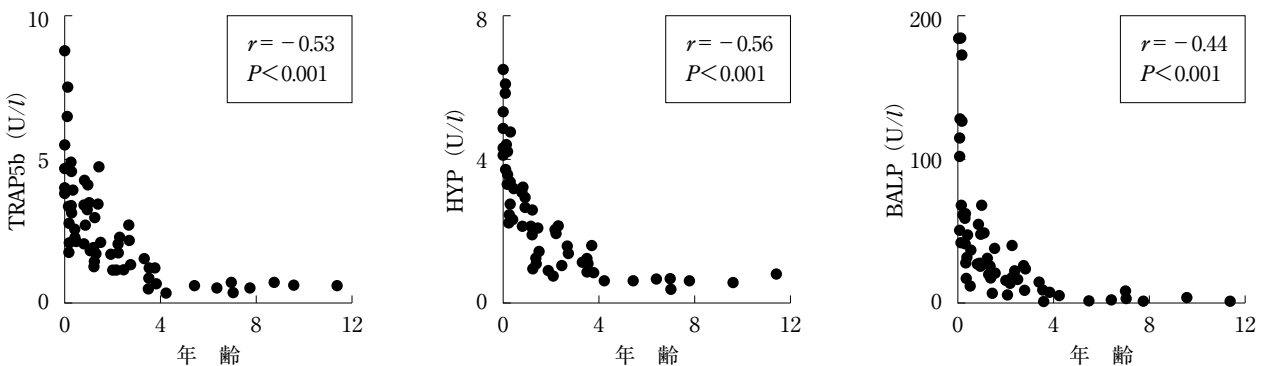 10
5
0
TRAP5b (U/l)
r = −0.53
P<0.001
0 4 8 12
年 齢
8
4
0
HYP (U/l)
r = −0.56
P<0.001
0 4 8 12
年 齢
200
100
0
BALP (U/l)
r = −0.44
P<0.001
0 4 8 12
年 齢